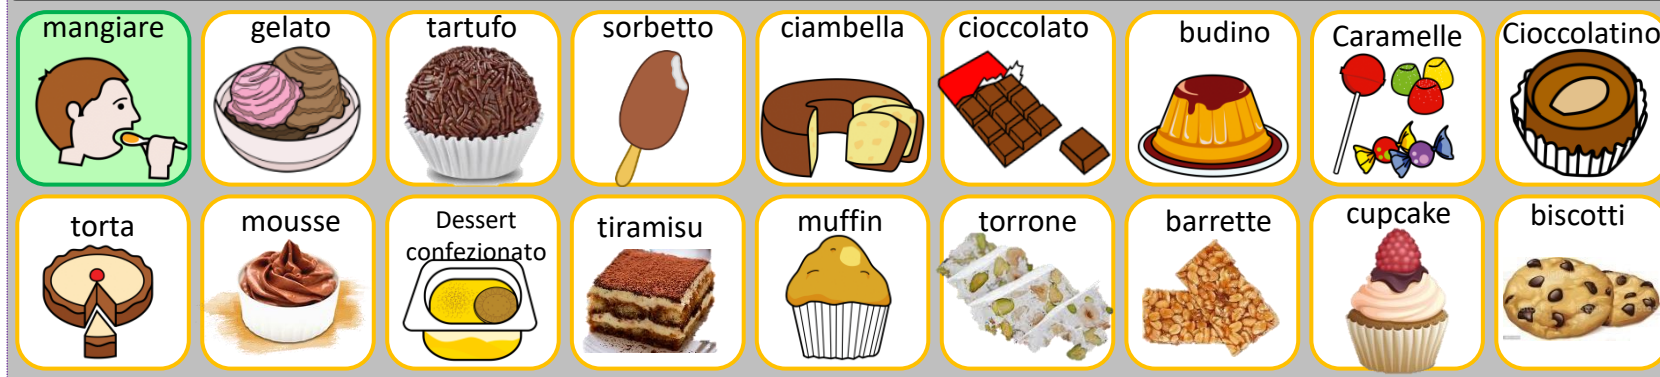 mangiare
gelato
tartufo
sorbetto
ciambella
cioccolato
budino
Caramelle
Cioccolatino
torta
mousse
Dessert
confezionato
tiramisu
muffin
torrone
barrette
cupcake
biscotti